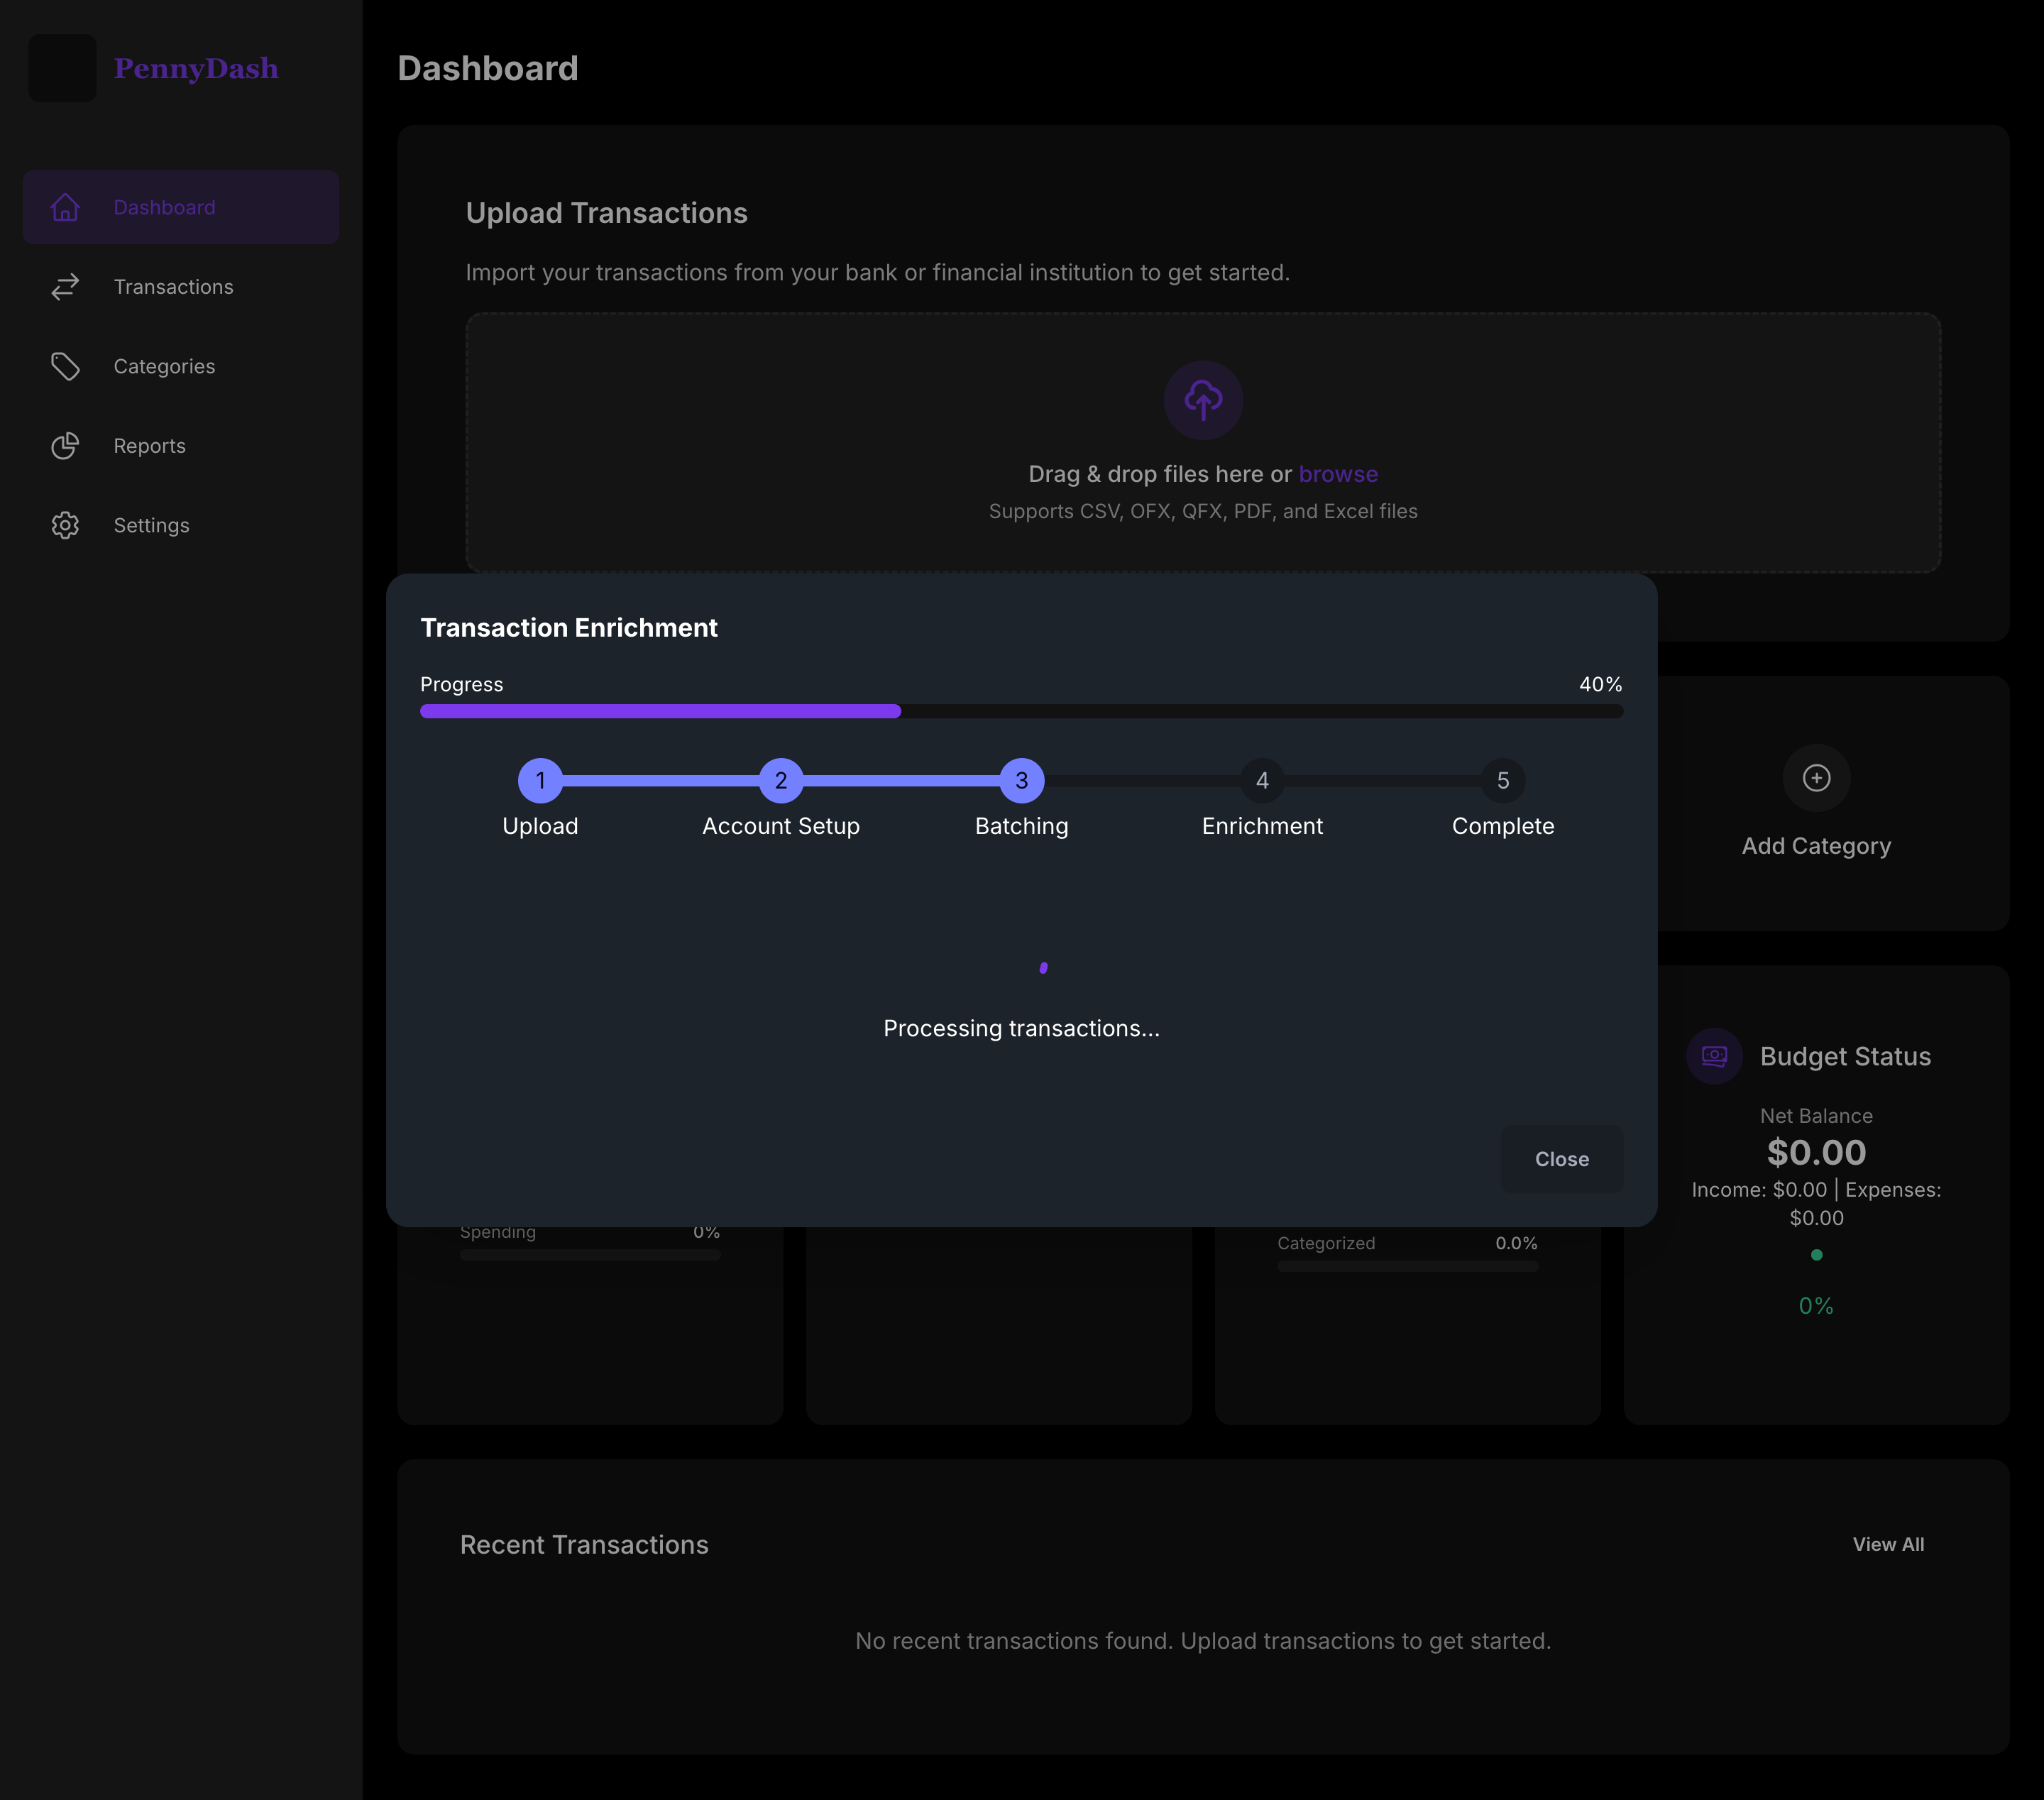 PennyDash
Dashboard
Transactions
Categories
Reports
Settings
Dashboard
Upload Transactions
Import your transactions from your bank or financial institution to get started.
Drag & drop files here or browse
Supports CSV, OFX, QFX, PDF, and Excel files
Transaction Enrichment
Progress 40%
1 2 3 4 5
Upload Account Setup Batching Enrichment Complete
Processing transactions...
Close
Add Category
Budget Status
Net Balance
$0.00
Income: $0.00 | Expenses:
$0.00
0%
Spending 0%
Categorized 0.0%
Recent Transactions
View All
No recent transactions found. Upload transactions to get started.